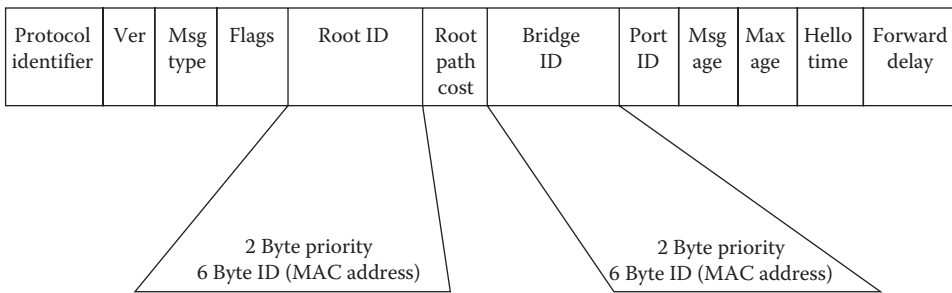 Protocol identifier
Ver
Msg type
Flags
Root ID
Root path cost
Bridge ID
Port ID
Msg age
Max age
Hello time
Forward delay
2 Byte priority
6 Byte ID (MAC address)
2 Byte priority
6 Byte ID (MAC address)